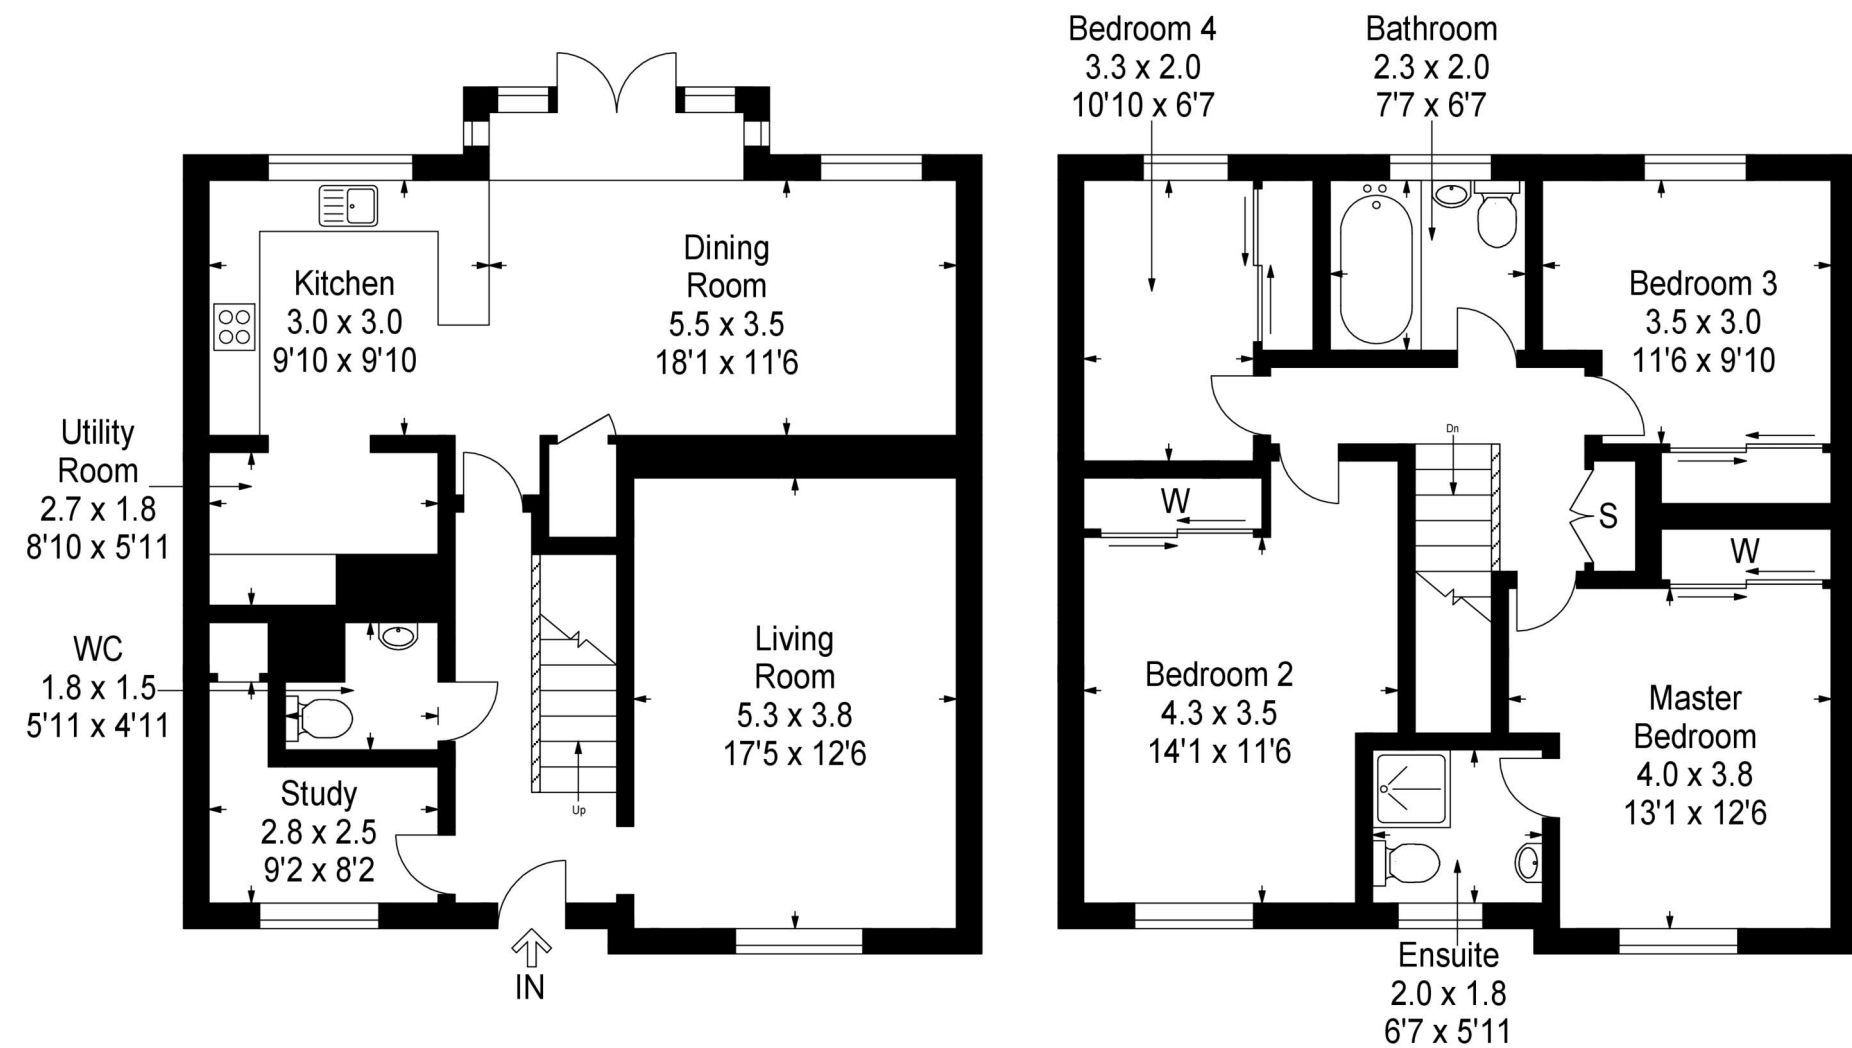 Bedroom 4
3.3 x 2.0
10'10 x 6'7
Bathroom
2.3 x 2.0
7'7 x 6'7
Kitchen
3.0 x 3.0
9'10 x 9'10
Dining
Room
5.5 x 3.5
18'1 x 11'6
Bedroom 3
3.5 x 3.0
11'6 x 9'10
Utility
Room
2.7 x 1.8
8'10 x 5'11
Dn
W
S
W
WC
1.8 x 1.5
5'11 x 4'11
Living
Room
5.3 x 3.8
17'5 x 12'6
Bedroom 2
4.3 x 3.5
14'1 x 11'6
Master
Bedroom
4.0 x 3.8
13'1 x 12'6
Study
2.8 x 2.5
9'2 x 8'2
Up
IN
Ensuite
2.0 x 1.8
6'7 x 5'11